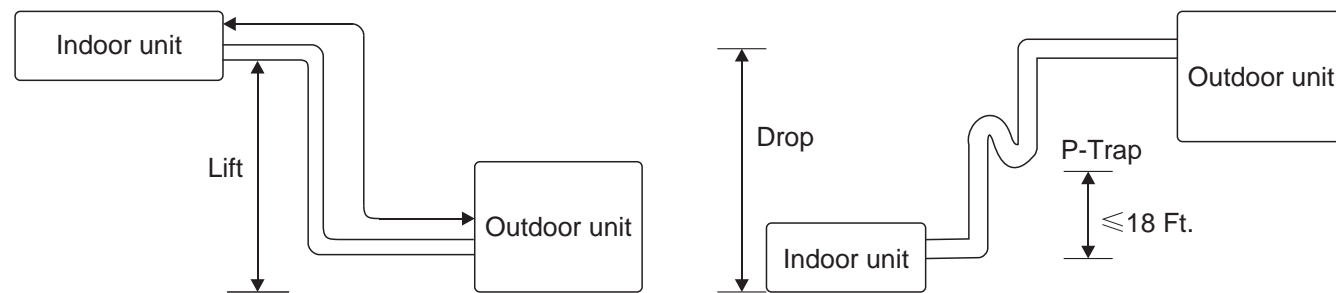 Indoor unit
Lift
Outdoor unit
Drop
Outdoor unit
P-Trap
≤18 Ft.
Indoor unit